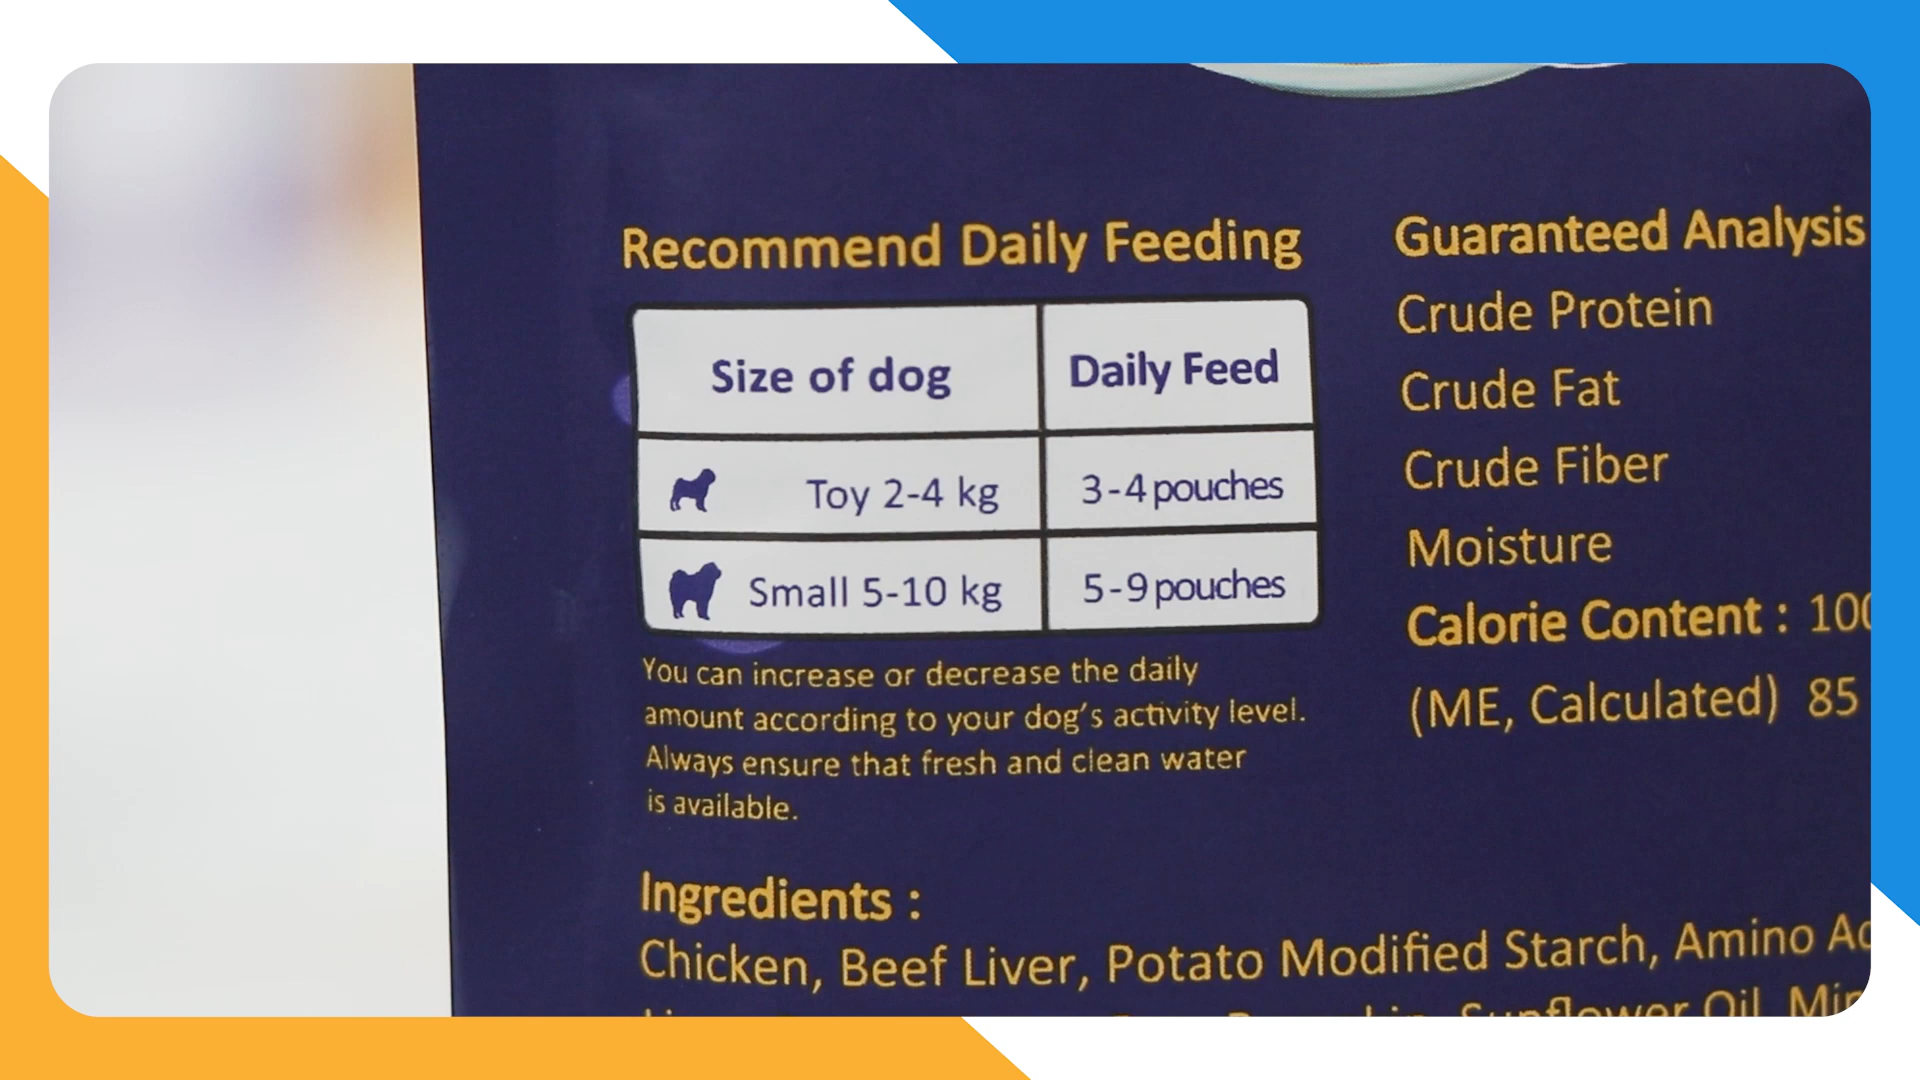 Recommend Daily Feeding
Size of dog Daily Feed
Toy 2-4 kg 3-4 pouches
Small 5-10 kg 5-9 pouches
You can increase or decrease the daily
amount according to your dog's activity level.
Always ensure that fresh and clean water
is available.
Guaranteed Analysis
Crude Protein
Crude Fat
Crude Fiber
Moisture
Calorie Content :
(ME, Calculated) 85
Ingredients :
Chicken, Beef Liver, Potato Modified Starch, Amino
Sunflower Oil,